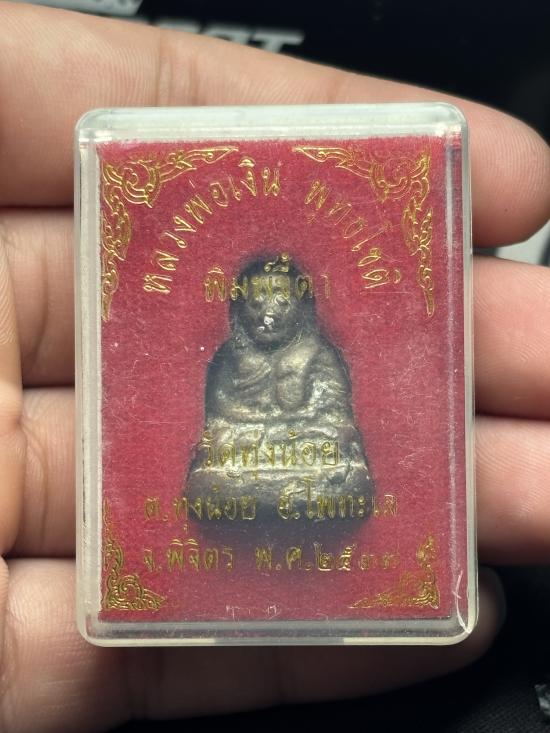 หลวงพ่อเงิน พุทธโชติ
พิมพ์ขี้ตา
วัดทุ่งน้อย
ต.ทุ่งน้อย อ.โพทะเล
จ.พิจิตร พ.ศ.๒๕๓๗